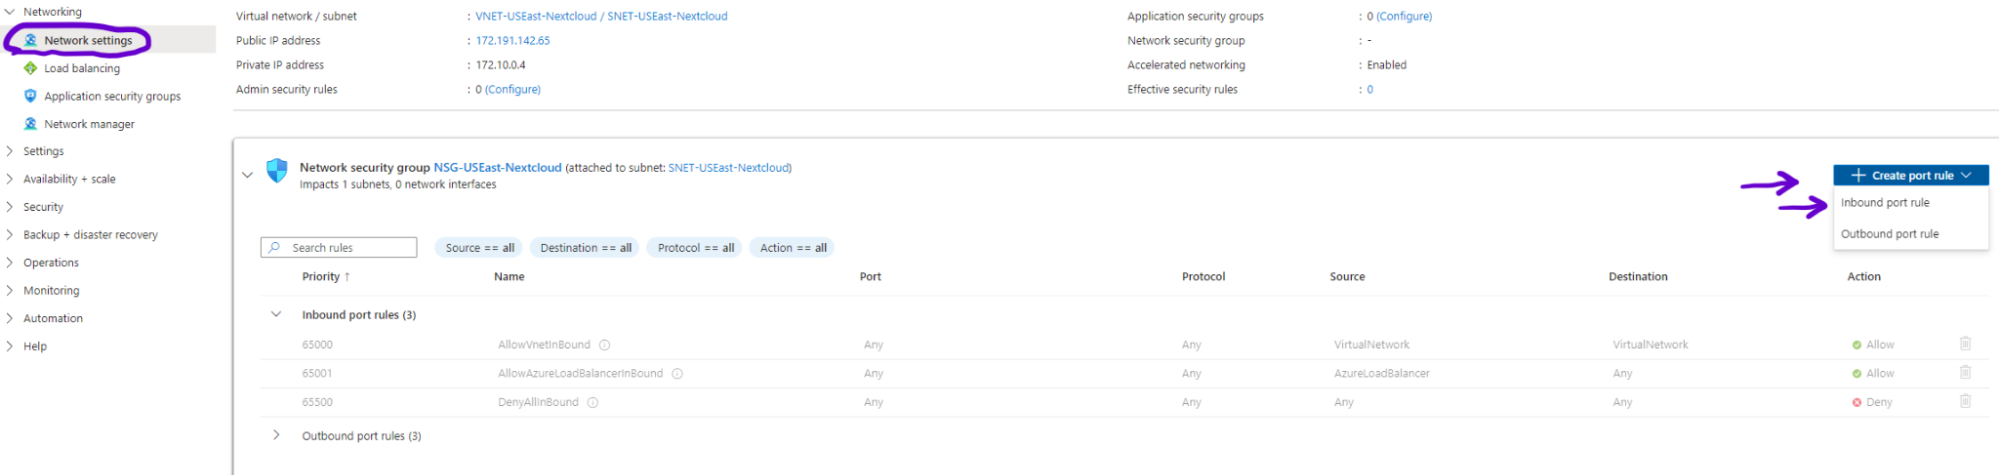 Networking
Network settings
Load balancing
Application security groups
Network manager
Settings
Availability + scale
Security
Backup + disaster recovery
Operations
Monitoring
Automation
Help
Virtual network / subnet : VNET-USEast-Nextcloud / SNET-USEast-Nextcloud
Public IP address : 172.191.142.65
Private IP address : 172.10.0.4
Admin security rules : 0 (Configure)
Application security groups : 0 (Configure)
Network security group : -
Accelerated networking : Enabled
Effective security rules : 0
Network security group NSG-USEast-Nextcloud (attached to subnet: SNET-USEast-Nextcloud)
Impacts 1 subnets, 0 network interfaces
Create port rule
Inbound port rule
Outbound port rule
Search rules Source == all Destination == all Protocol == all Action == all
Priority ↑ Name Port Protocol Source Destination Action
Inbound port rules (3)
65000 AllowVnetInBound Any Any VirtualNetwork VirtualNetwork Allow
65001 AllowAzureLoadBalancerInBound Any Any AzureLoadBalancer Any Allow
65500 DenyAllInBound Any Any Any Any Deny
Outbound port rules (3)